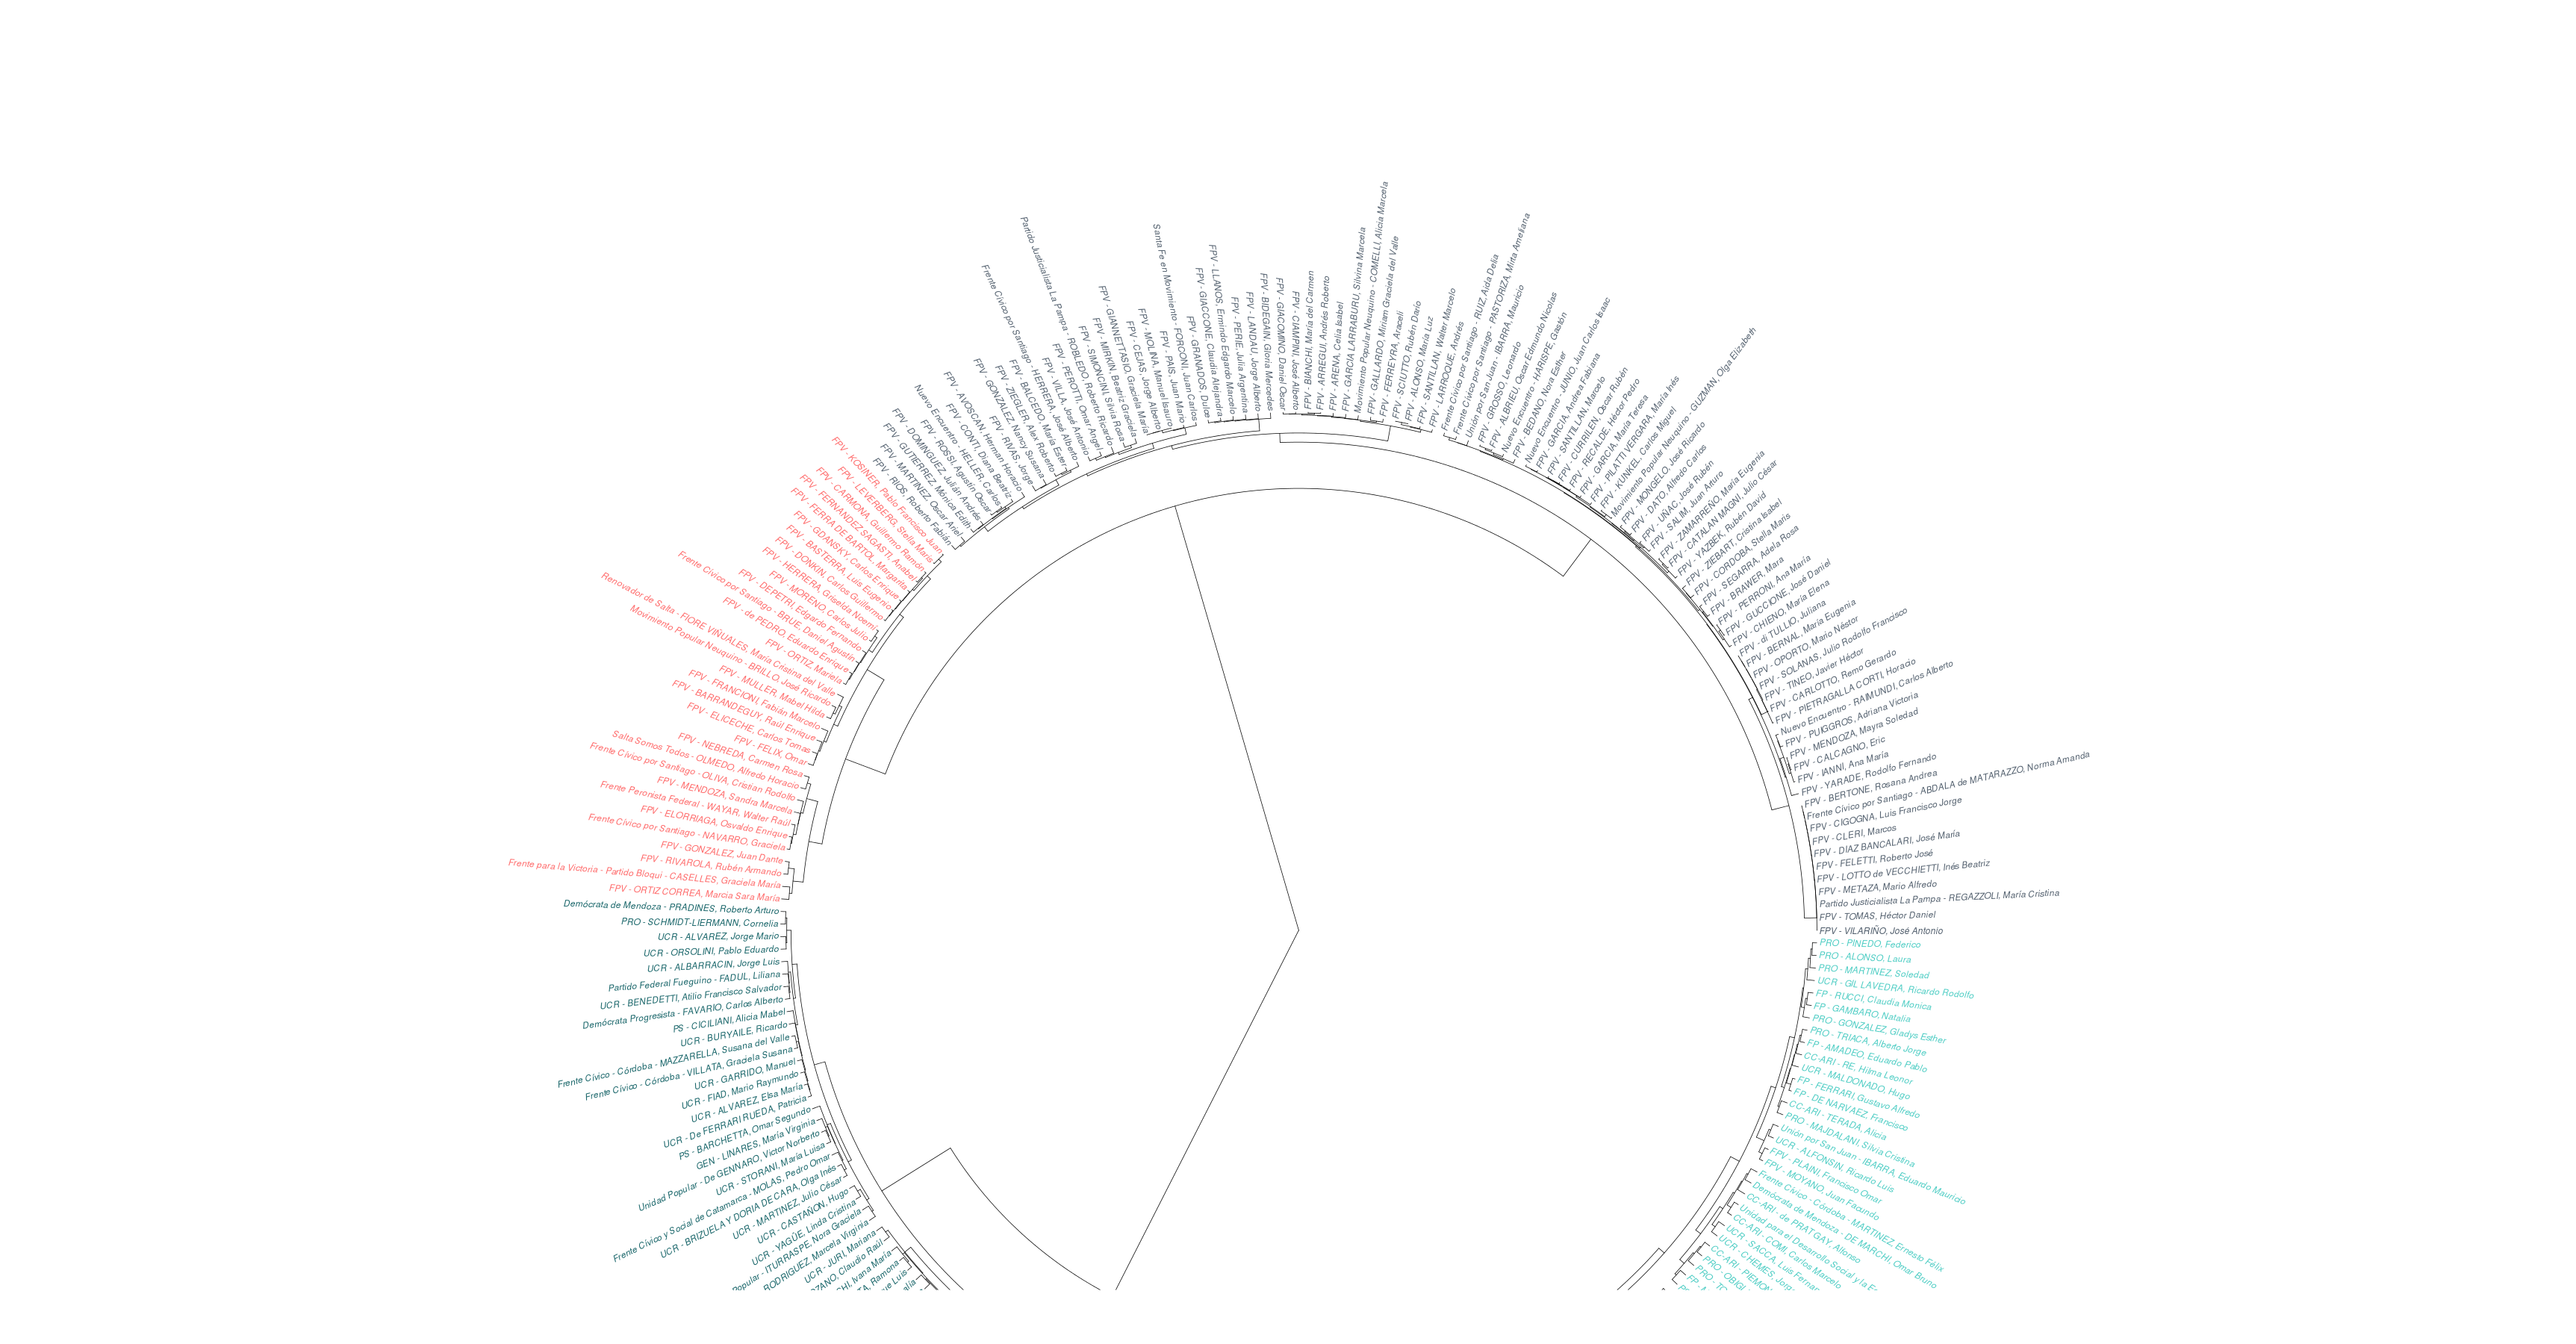 FPV - KOSINER, Pablo Francisco Juan
FPV - LEVERBERG, Stella Maris
FPV - CARMONA, Guillermo Ramón
FPV - FERNANDEZ SAGASTI, Anabel
FPV - FERRA DE BARTOL, Margarita
FPV - GDANSKY, Carlos Enrique
FPV - BASTERRA, Luis Eugenio
FPV - DONKIN, Carlos Guillermo
FPV - HERRERA, Griselda Noemí
FPV - MORENO, Carlos Julio
FPV - DEPETRI, Edgardo Fernando
Frente Cívico por Santiago - BRUE, Daniel Agustín
FPV - de PEDRO, Eduardo Enrique
FPV - ORTIZ, Mariela
Renovador de Salta - FIORE VIÑUALES, María Cristina del Valle
Movimiento Popular Neuquino - BRILLO, José Ricardo
FPV - MULLER, Mabel Hilda
FPV - FRANCIONI, Fabián Marcelo
FPV - BARRANDEGUY, Raúl Enrique
FPV - ELICECHE, Carlos Tomas
FPV - FELIX, Omar
FPV - NEBREDA, Carmen Rosa
Salta Somos Todos - OLMEDO, Alfredo Horacio
Frente Cívico por Santiago - OLIVA, Cristian Rodolfo
FPV - MENDOZA, Sandra Marcela
Frente Peronista Federal - WAYAR, Walter Raúl
FPV - ELORRIAGA, Osvaldo Enrique
Frente Cívico por Santiago - NAVARRO, Graciela
FPV - GONZALEZ, Juan Dante
FPV - RIVAROLA, Rubén Armando
Frente para la Victoria - Partido Bloqui - CASELLES, Graciela María
FPV - ORTIZ CORREA, Marcia Sara María
Demócrata de Mendoza - PRADINES, Roberto Arturo
PRO - SCHMIDT-LIERMANN, Cornelia
UCR - ALVAREZ, Jorge Mario
UCR - ORSOLINI, Pablo Eduardo
UCR - ALBARRACIN, Jorge Luis
Partido Federal Fueguino - FADUL, Liliana
UCR - BENEDETTI, Atilio Francisco Salvador
Demócrata Progresista - FAVARIO, Carlos Alberto
PS - CICILIANI, Alicia Mabel
UCR - BURYAILE, Ricardo
Frente Cívico - Córdoba - MAZZARELLA, Susana del Valle
Frente Cívico - Córdoba - VILLATA, Graciela Susana
UCR - GARRIDO, Manuel
UCR - FIAD, Mario Raymundo
UCR - ALVAREZ, Elsa María
UCR - De FERRARI RUEDA, Patricia
PS - BARCHETTA, Omar Segundo
GEN - LINARES, María Virginia
Unidad Popular - De GENNARO, Víctor Norberto
UCR - STORANI, María Luisa
Frente Cívico y Social de Catamarca - MOLAS, Pedro Omar
UCR - BRIZUELA Y DORIA DE CARA, Olga Inés
UCR - MARTINEZ, Julio César
UCR - CASTAÑON, Hugo
UCR - YAGÜE, Linda Cristina
Popular - ITURRASPE, Nora Graciela
RODRIGUEZ, Marcela Virginia
UCR - JURI, Mariana
ZANO, Claudio Raúl
HI, Ivana María
Ramona
ue Luis
FPV - RIOS, Roberto Fabián
FPV - MARTINEZ, Oscar Ariel
FPV - GUTIERREZ, Mónica Edith
FPV - DOMINGUEZ, Julián Andrés
FPV - ROSSI, Agustín Oscar
Nuevo Encuentro - HELLER, Carlos
FPV - CONTI, Diana Beatriz
FPV - AVOSCAN, Herman Horacio
FPV - RIVAS, Jorge
FPV - GONZALEZ, Nancy Susana
FPV - ZIEGLER, Alex Roberto
FPV - BALCEDO, María Ester
Frente Cívico por Santiago - HERRERA, José Alberto
FPV - VILLA, José Antonio
FPV - PEROTTI, Omar Angel
Partido Justicialista La Pampa - ROBLEDO, Roberto Ricardo
FPV - SIMONCINI, Silvia Rosa
FPV - MIRKIN, Beatriz Graciela
FPV - GIANNETTASIO, Graciela María
FPV - CEJAS, Jorge Alberto
FPV - MOLINA, Manuel Isauro
FPV - PAIS, Juan Mario
Santa Fe en Movimiento - FORCONI, Juan Carlos
FPV - GRANADOS, Dulce
FPV - GIACCONE, Claudia Alejandra
FPV - LLANOS, Ermindo Edgardo Marcelo
FPV - PERIE, Julia Argentina
FPV - LANDAU, Jorge Alberto
FPV - BIDEGAIN, Gloria Mercedes
FPV - GIACOMINO, Daniel Oscar
FPV - CIAMPINI, José Alberto
FPV - BIANCHI, María del Carmen
FPV - ARREGUI, Andrés Roberto
FPV - ARENA, Celia Isabel
FPV - GARCIA LARRABURU, Silvina Marcela
Movimiento Popular Neuquino - COMELLI, Alicia Marcela
FPV - GALLARDO, Miriam Graciela del Valle
FPV - FERREYRA, Araceli
FPV - SCIUTTO, Rubén Darío
FPV - ALONSO, María Luz
FPV - SANTILLAN, Walter Marcelo
FPV - LARROQUE, Andrés
Frente Cívico por Santiago - RUIZ, Aida Delia
Frente Cívico por Santiago - PASTORIZA, Mirta Ameliana
Unión por San Juan - IBARRA, Mauricio
FPV - GROSSO, Leonardo
FPV - ALBRIEU, Oscar Edmundo Nicolas
Nuevo Encuentro - HARISPE, Gastón
FPV - BEDANO, Nora Esther
Nuevo Encuentro - JUNIO, Juan Carlos Isaac
FPV - GARCIA, Andrea Fabiana
FPV - SANTILLAN, Marcelo
FPV - CURRILEN, Oscar Rubén
FPV - RECALDE, Héctor Pedro
FPV - GARCIA, María Teresa
FPV - PILATTI VERGARA, María Inés
FPV - KUNKEL, Carlos Miguel
Movimiento Popular Neuquino - GUZMAN, Olga Elizabeth
FPV - MONGELO, José Ricardo
FPV - DATO, Alfredo Carlos
FPV - UÑAC, José Rubén
FPV - SALIM, Juan Arturo
FPV - ZAMARREÑO, María Eugenia
FPV - CATALAN MAGNI, Julio César
FPV - YAZBEK, Rubén David
FPV - ZIEBART, Cristina Isabel
FPV - CORDOBA, Stella Maris
FPV - SEGARRA, Adela Rosa
FPV - BRAWER, Mara
FPV - PERRONI, Ana María
FPV - GUCCIONE, José Daniel
FPV - CHIENO, María Elena
FPV - di TULLIO, Juliana
FPV - BERNAL, María Eugenia
FPV - OPORTO, Mario Néstor
FPV - SOLANAS, Julio Rodolfo Francisco
FPV - TINEO, Javier Héctor
FPV - CARLOTTO, Remo Gerardo
FPV - PIETRAGALLA CORTI, Horacio
Nuevo Encuentro - RAIMUNDI, Carlos Alberto
FPV - PUIGGROS, Adriana Victoria
FPV - MENDOZA, Mayra Soledad
FPV - CALCAGNO, Eric
FPV - IANNI, Ana María
FPV - YARADE, Rodolfo Fernando
FPV - BERTONE, Rosana Andrea
Frente Cívico por Santiago - ABDALA de MATARAZZO, Norma Amanda
FPV - CIGOGNA, Luis Francisco Jorge
FPV - CLERI, Marcos
FPV - DIAZ BANCALARI, José María
FPV - FELETTI, Roberto José
FPV - LOTTO de VECCHIETTI, Inés Beatriz
FPV - METAZA, Mario Alfredo
Partido Justicialista La Pampa - REGAZZOLI, María Cristina
FPV - TOMAS, Héctor Daniel
FPV - VILARIÑO, José Antonio
PRO - PINEDO, Federico
PRO - ALONSO, Laura
PRO - MARTINEZ, Soledad
UCR - GIL LAVEDRA, Ricardo Rodolfo
FP - RUCCI, Claudia Monica
FP - GAMBARO, Natalia
PRO - GONZALEZ, Gladys Esther
PRO - TRIACA, Alberto Jorge
FP - AMADEO, Eduardo Pablo
CC-ARI - RE, Hilma Leonor
UCR - MALDONADO, Hugo
FP - FERRARI, Gustavo Alfredo
FP - DE NARVAEZ, Francisco
CC-ARI - TERADA, Alicia
PRO - MAJDALANI, Silvia Cristina
Unión por San Juan - IBARRA, Eduardo Mauricio
UCR - ALFONSIN, Ricardo Luis
FPV - PLAINI, Francisco Omar
FPV - MOYANO, Juan Facundo
Frente Cívico - Córdoba - MARTINEZ, Ernesto Félix
Demócrata de Mendoza - DE MARCHI, Omar Bruno
CC-ARI - de PRAT GAY, Alfonso
Unidad para el Desarrollo Social y la E
CC-ARI - COMI, Carlos Marcelo
UCR - SACCA, Luis Fernan
UCR - CHEMES, Jorg
CC-ARI - PIEMON
PRO - OBIGL
PRO - TO